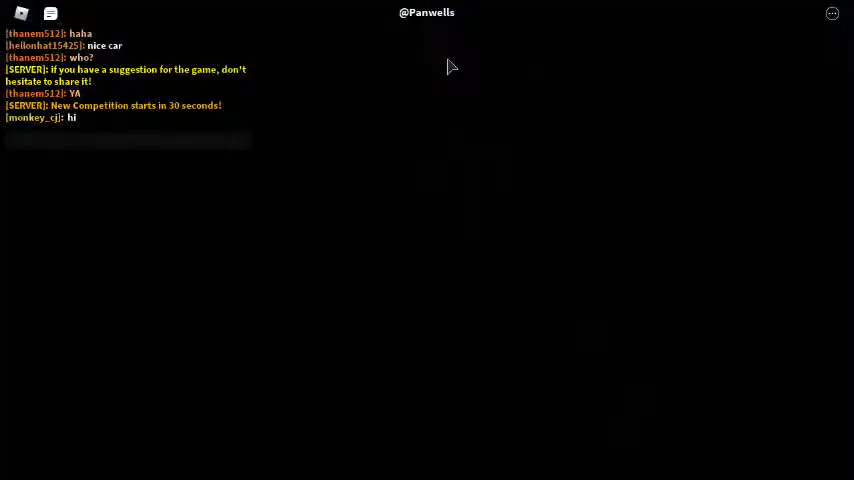 @Panwells
[thanem512]: haha
[hellonhat15425]: nice car
[thanem512]: who?
[SERVER]: if you have a suggestion for the game, don't
hesitate to share it!
[thanem512]: YA
[SERVER]: New Competition starts in 30 seconds!
[monkey_cj]: hi